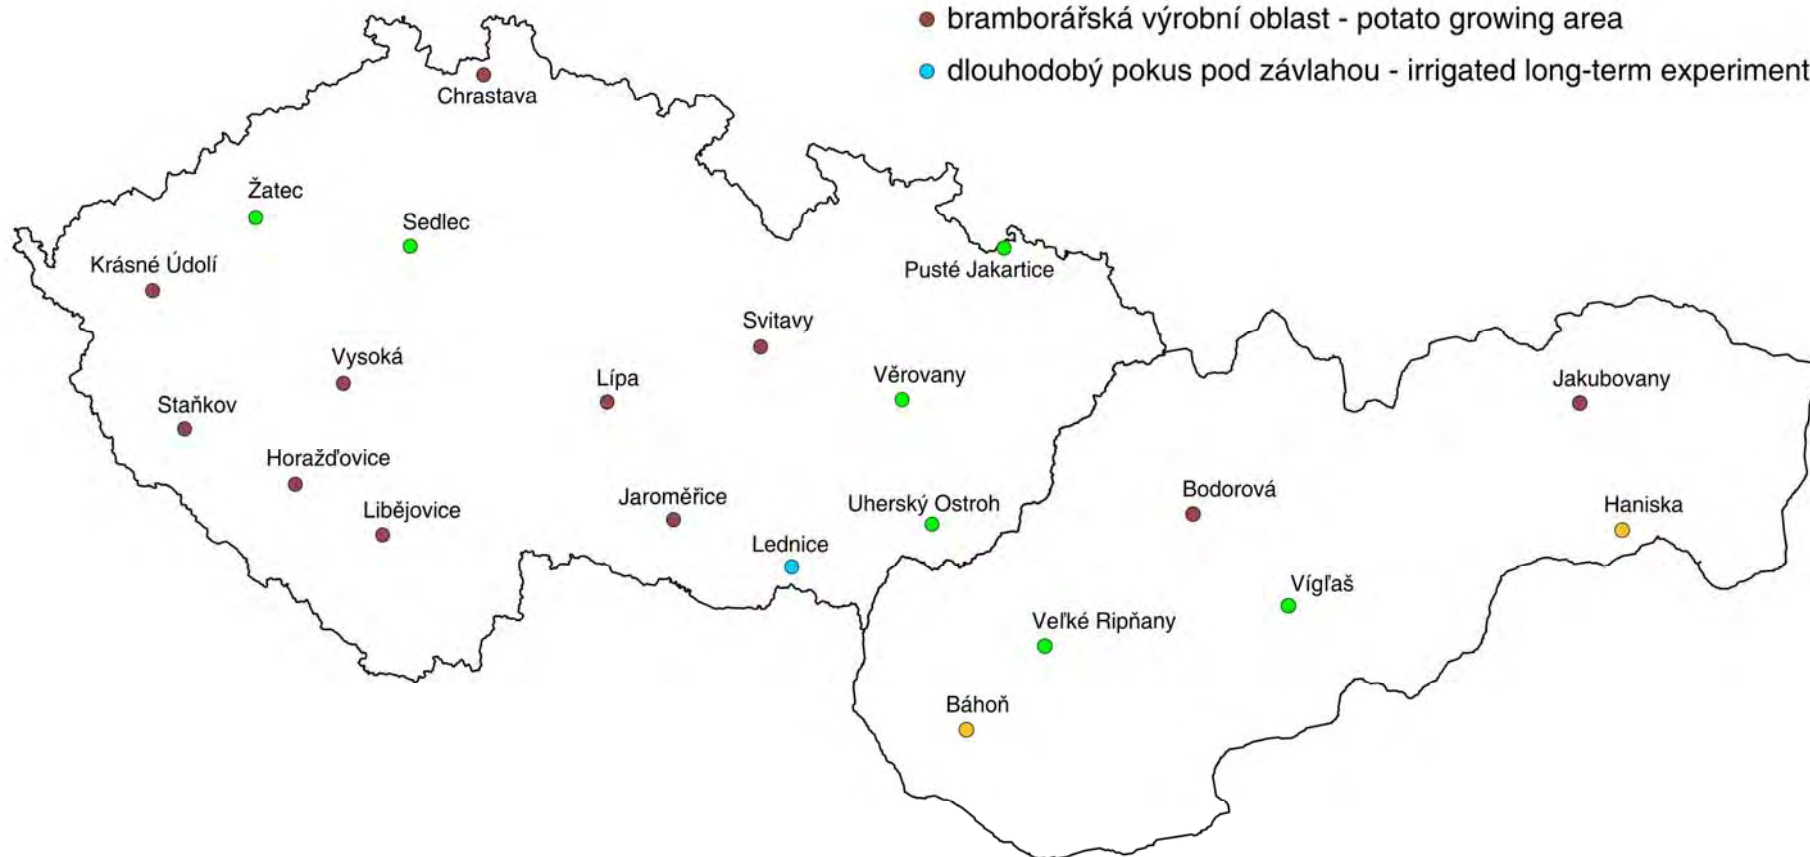 bramborářská výrobní oblast - potato growing area
dlouhodobý pokus pod závlahou - irrigated long-term experiment
Chrastava
Žatec
Sedlec
Krásné Údolí
Pusté Jakartice
Svitavy
Vysoká
Lípa
Věrovany
Jakubovany
Staňkov
Horažďovice
Libějovice
Jaroměřice
Uherský Ostroh
Bodorová
Haniska
Lednice
Vígľaš
Veľké Ripňany
Báhoň